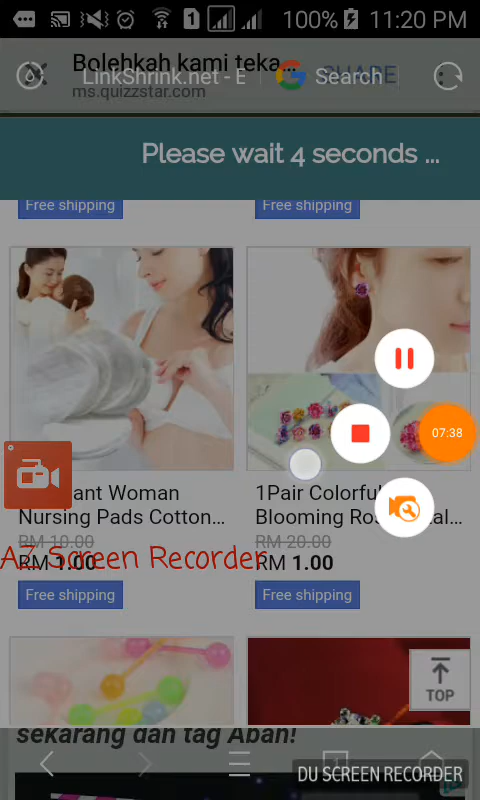 100% 11:20 PM
Bolehkah kami teka...
LinkShrink.net - E
Search
SHARE
ms.quizzstar.com
Please wait 4 seconds ...
Free shipping
Free shipping
07:38
ant Woman
Nursing Pads Cotton...
RM 10.00
RM 1.00
Free shipping
1Pair Colorful
Blooming Ros
RM 20.00
RM 1.00
Free shipping
AZ Screen Recorder
TOP
sekarang dan tag Abah!
DU SCREEN RECORDER